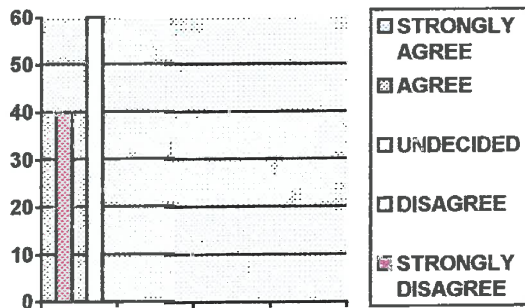 60
50
40
30
20
10
0
STRONGLY
AGREE
AGREE
UNDECIDED
DISAGREE
STRONGLY
DISAGREE